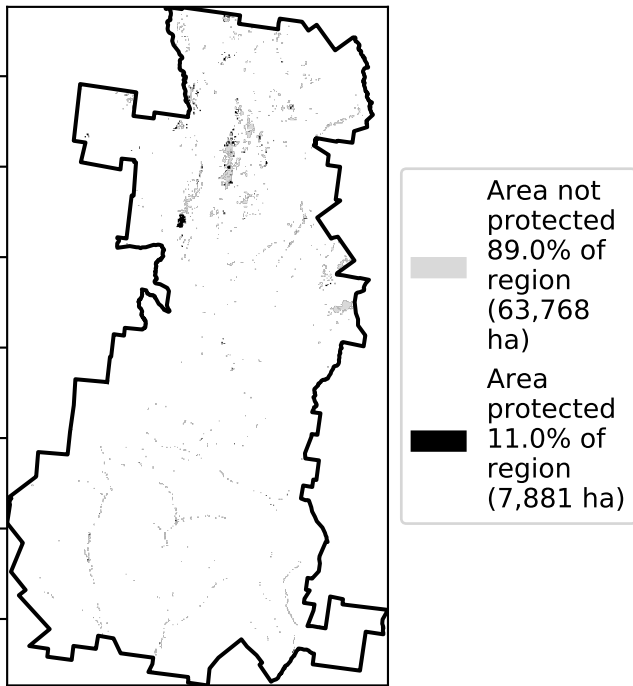 Area not
protected
89.0% of
region
(63,768
ha)
Area
protected
11.0% of
region
(7,881 ha)